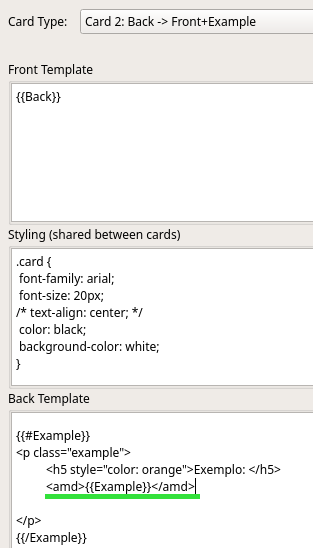 Card Type: Card 2: Back -> Front+Example
Front Template
{{Back}}
Styling (shared between cards)
.card {
font-family: arial;
font-size: 20px;
/* text-align: center; */
color: black;
background-color: white;
}
Back Template
{{#Example}}
<p class="example">
<h5 style="color: orange">Exemplo: </h5>
<amd>{{Example}}</amd>
</p>
{{/Example}}